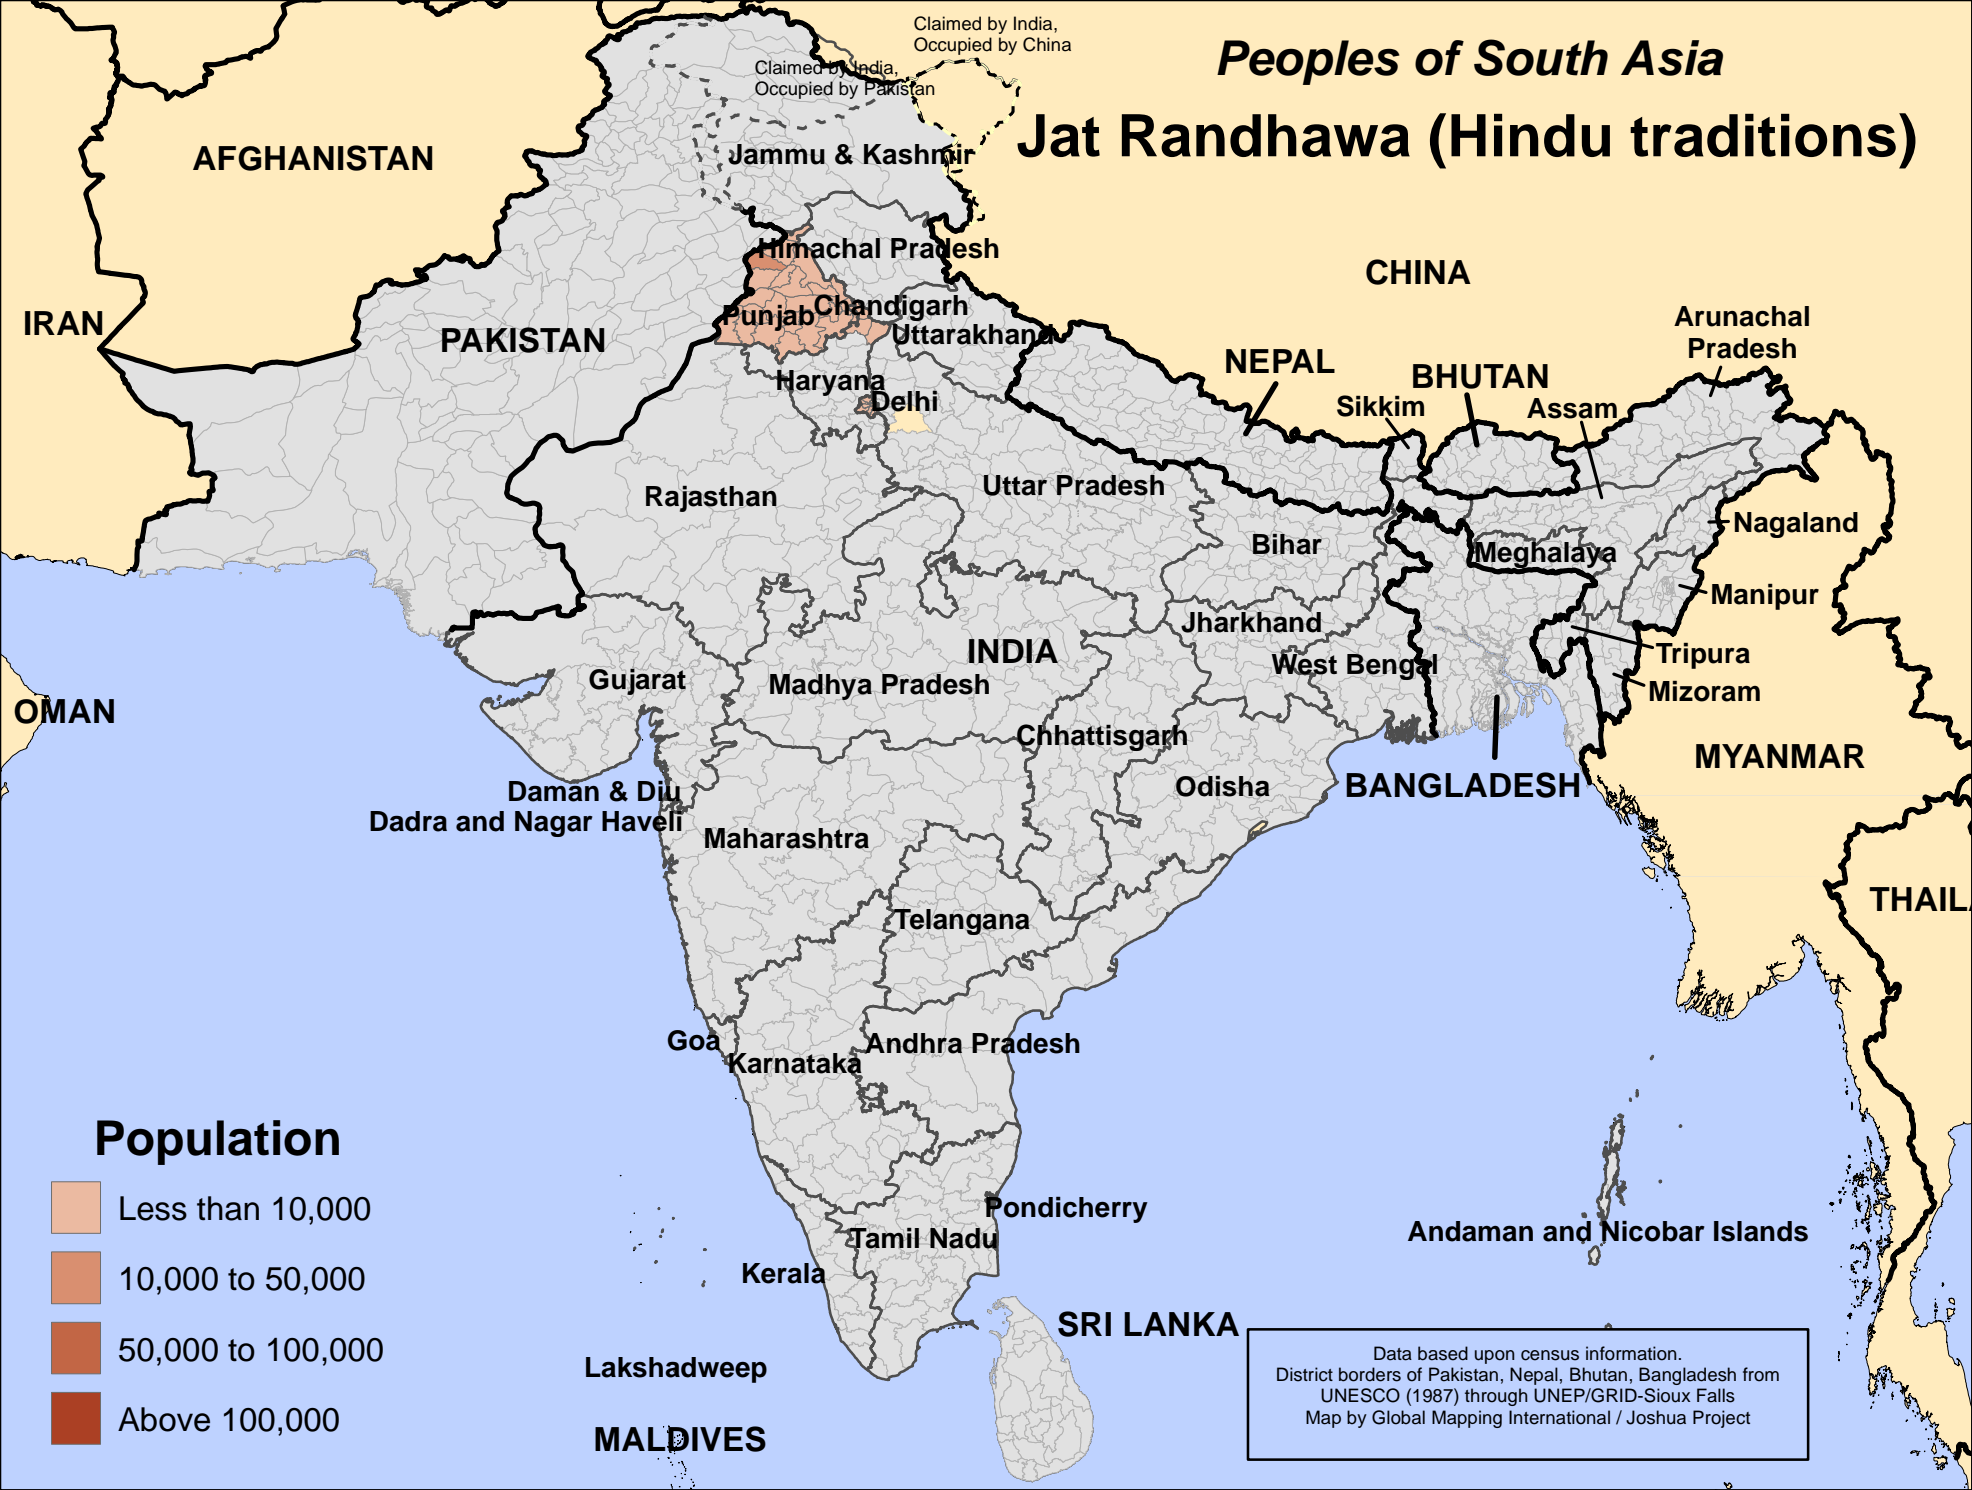 Claimed by India,
Occupied by China
Peoples of South Asia
Claimed by India,
Occupied by Pakistan
Jat Randhawa (Hindu traditions)
AFGHANISTAN
Jammu & Kashmir
Himachal Pradesh
CHINA
IRAN
PAKISTAN
Punjab
Chandigarh
Uttarakhand
Arunachal
Pradesh
NEPAL
BHUTAN
Haryana
Delhi
Sikkim
Assam
Rajasthan
Uttar Pradesh
Nagaland
Bihar
Meghalaya
Manipur
Jharkhand
INDIA
West Bengal
Tripura
Gujarat
Madhya Pradesh
Mizoram
OMAN
Chhattisgarh
MYANMAR
Daman & Diu
Dadra and Nagar Haveli
Odisha
BANGLADESH
Maharashtra
THAIL
Telangana
Goa
Karnataka
Andhra Pradesh
Population
Less than 10,000
10,000 to 50,000
50,000 to 100,000
Above 100,000
Pondicherry
Tamil Nadu
Kerala
Andaman and Nicobar Islands
SRI LANKA
Lakshadweep
MALDIVES
Data based upon census information.
District borders of Pakistan, Nepal, Bhutan, Bangladesh from
UNESCO (1987) through UNEP/GRID-Sioux Falls
Map by Global Mapping International / Joshua Project